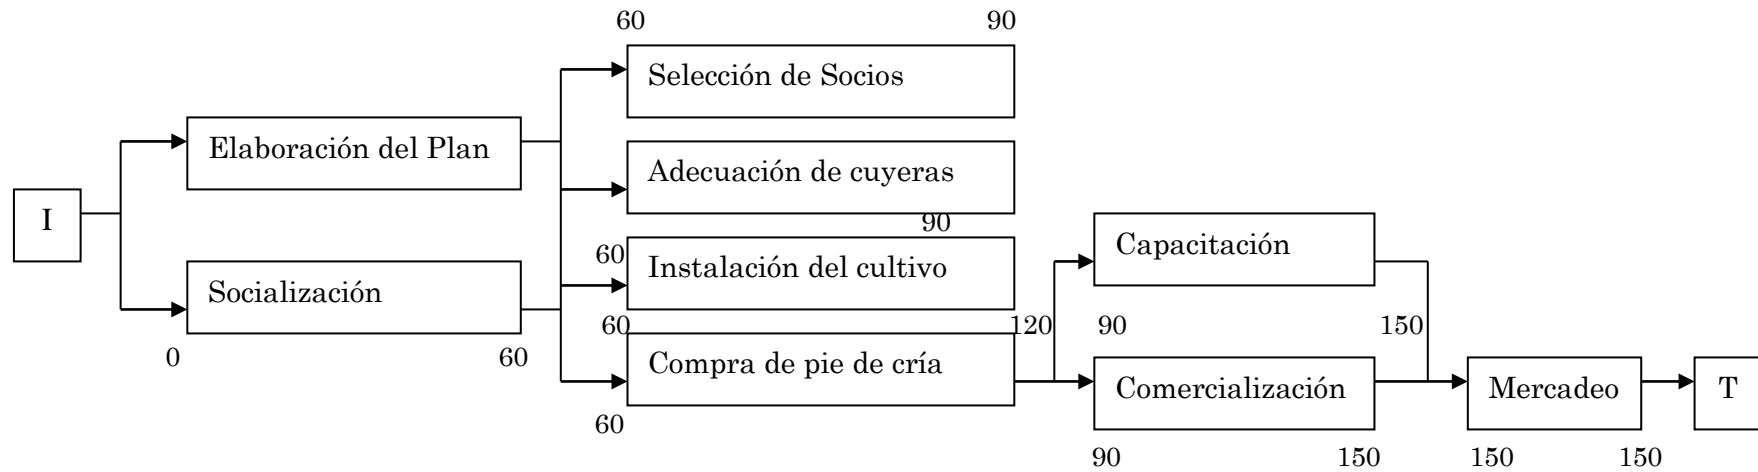 60 90
Selección de Socios
Elaboración del Plan
Adecuación de cuyeras
I
90
Capacitación
60
Instalación del cultivo
Socialización
60
120
90
150
0
60
Compra de pie de cría
Comercialización
Mercadeo
T
60
90
150
150
150